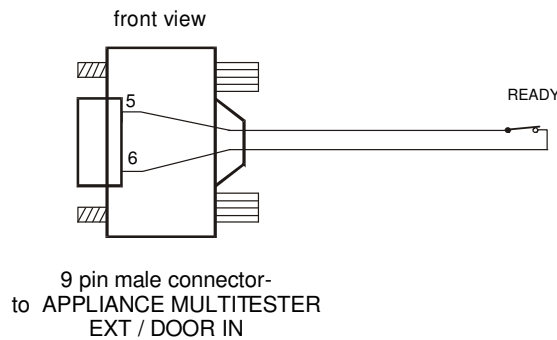 front view
READY
5
6
9 pin male connector-
to APPLIANCE MULTITESTER
EXT / DOOR IN